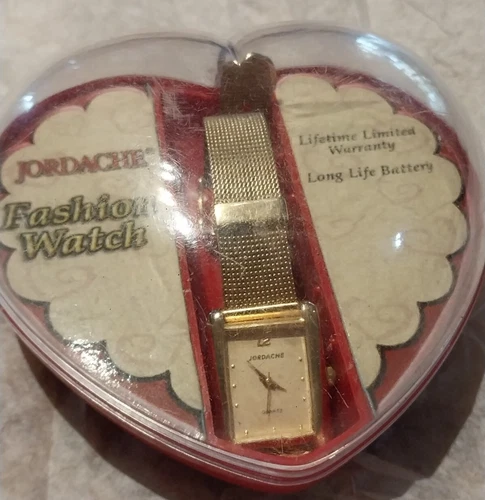 JORDACHE®
Fashion
Watch
Lifetime Limited
Warranty
Long Life Battery
12
JORDACHE
QUARTZ